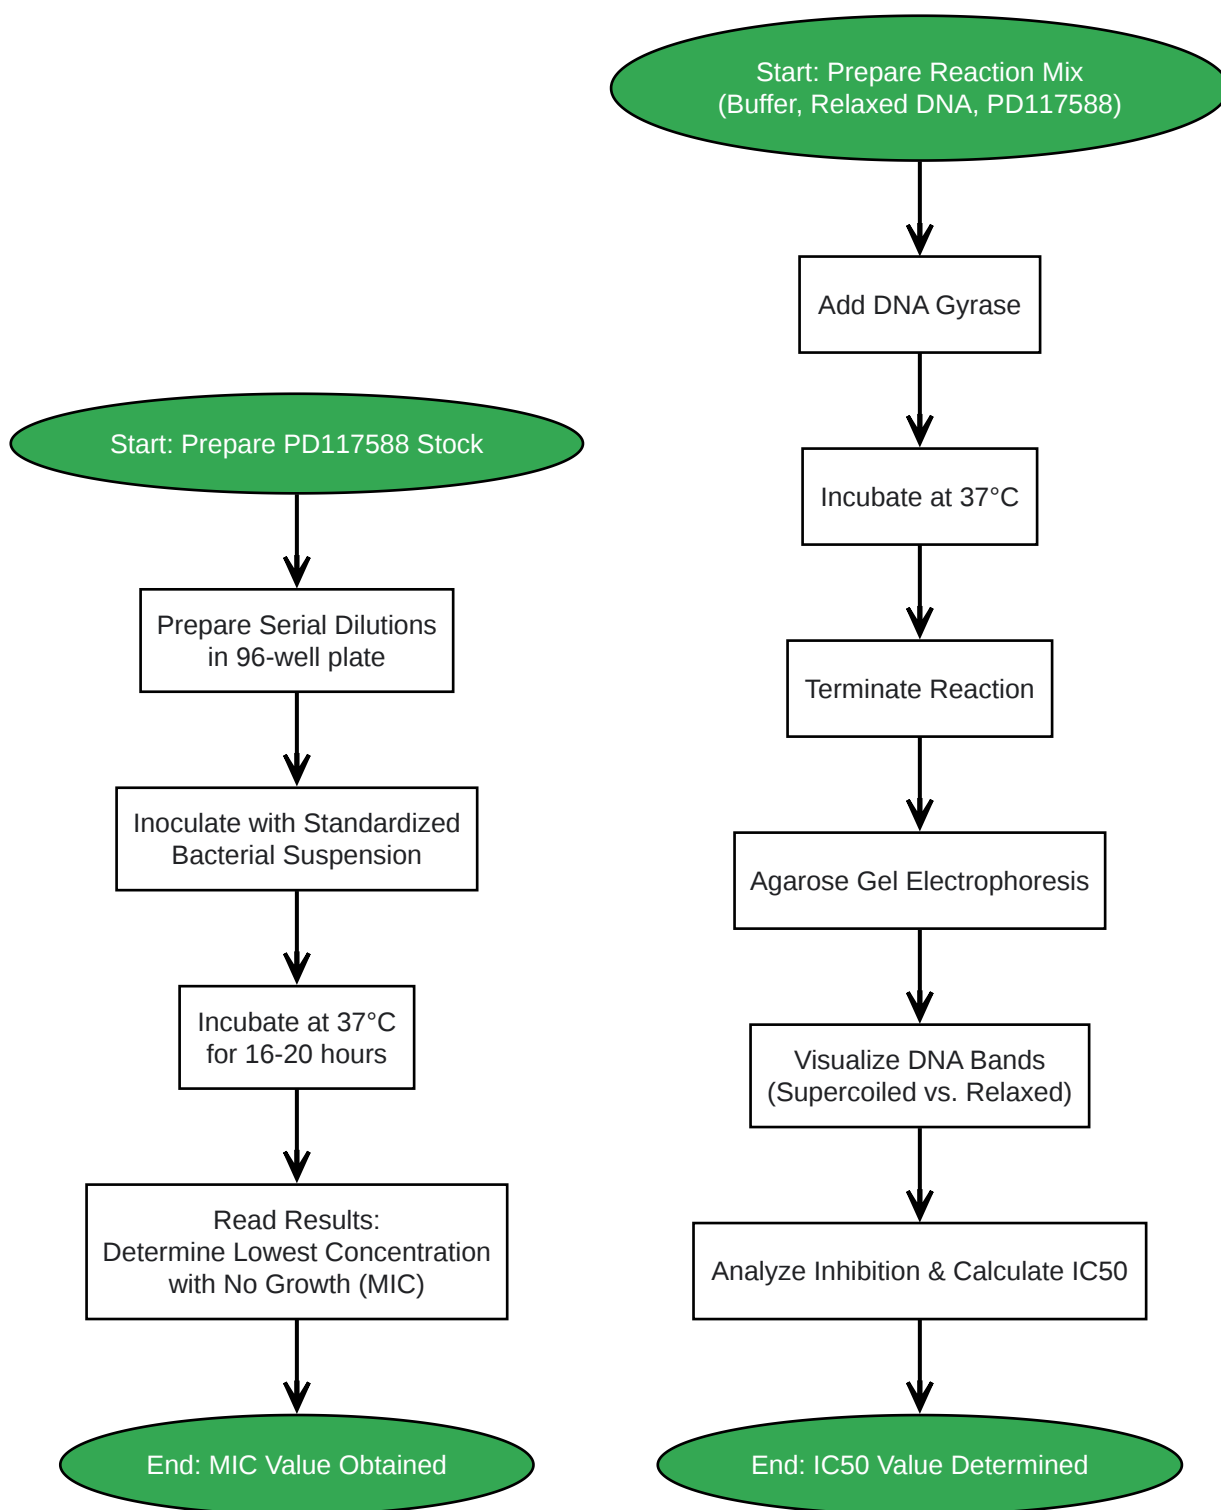 Start: Prepare PD117588 Stock
Prepare Serial Dilutions
in 96-well plate
Inoculate with Standardized
Bacterial Suspension
Incubate at 37°C
for 16-20 hours
Read Results:
Determine Lowest Concentration
with No Growth (MIC)
End: MIC Value Obtained
Start: Prepare Reaction Mix
(Buffer, Relaxed DNA, PD117588)
Add DNA Gyrase
Incubate at 37°C
Terminate Reaction
Agarose Gel Electrophoresis
Visualize DNA Bands
(Supercoiled vs. Relaxed)
Analyze Inhibition & Calculate IC50
End: IC50 Value Determined